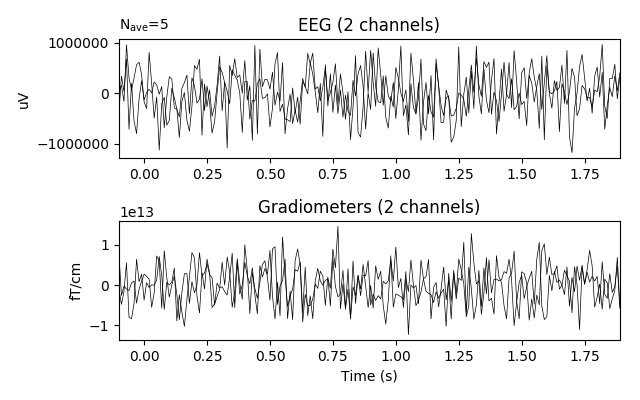 N_ave=5
EEG (2 channels)
1000000
0
−1000000
uV
0.00 0.25 0.50 0.75 1.00 1.25 1.50 1.75
1e13
Gradiometers (2 channels)
1
0
−1
fT/cm
0.00 0.25 0.50 0.75 1.00 1.25 1.50 1.75
Time (s)